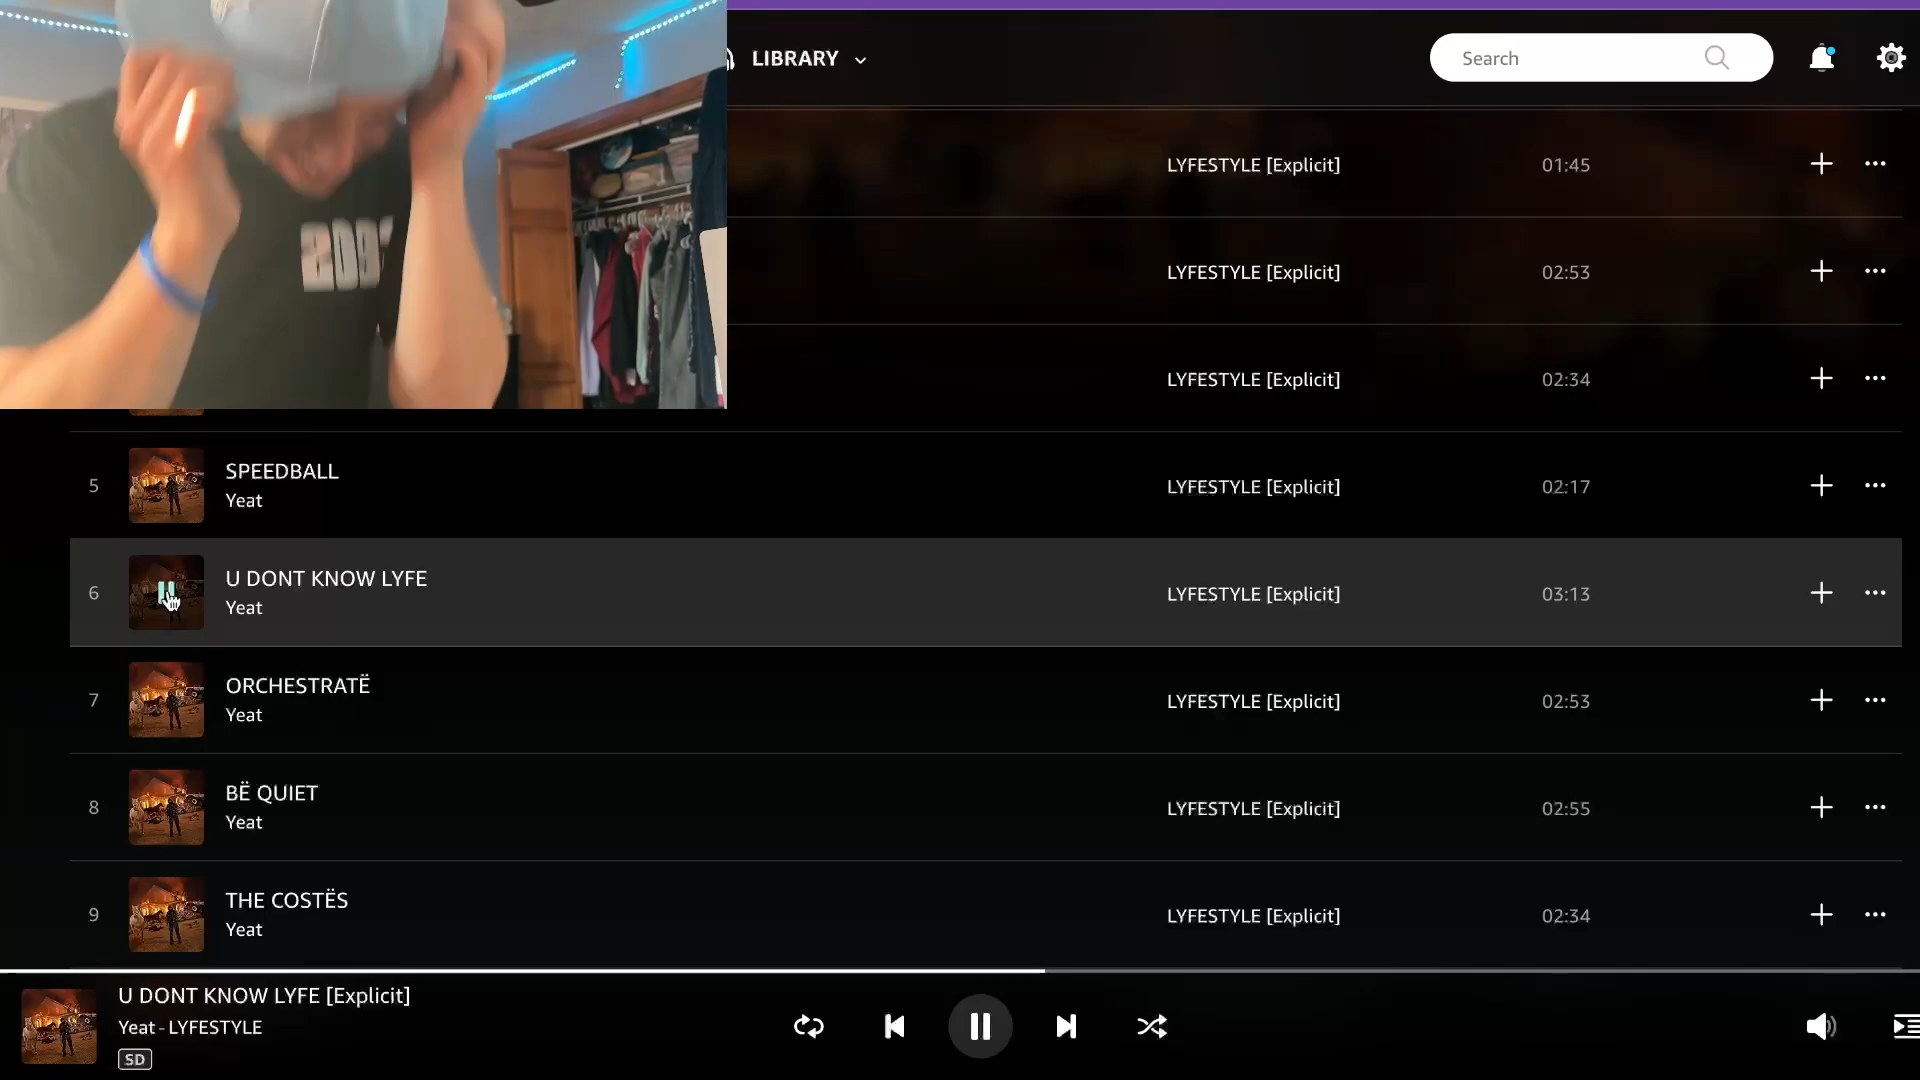 LIBRARY
Search
LYFESTYLE [Explicit] 01:45
LYFESTYLE [Explicit] 02:53
LYFESTYLE [Explicit] 02:34
5 SPEEDBALL LYFESTYLE [Explicit] 02:17
Yeat
6 U DONT KNOW LYFE LYFESTYLE [Explicit] 03:13
Yeat
7 ORCHESTRATË LYFESTYLE [Explicit] 02:53
Yeat
8 BË QUIET LYFESTYLE [Explicit] 02:55
Yeat
9 THE COSTËS LYFESTYLE [Explicit] 02:34
Yeat
U DONT KNOW LYFE [Explicit]
Yeat - LYFESTYLE
SD